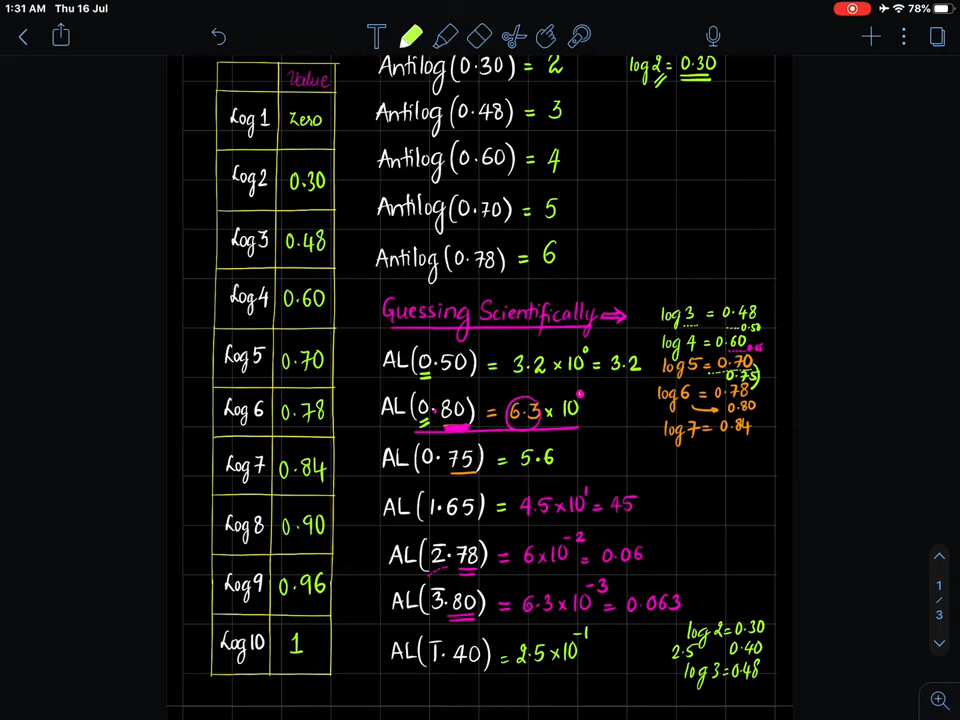 1:31 AM Thu 16 Jul 78%
Value
Log 1 Zero
Log 2 0.30
Log 3 0.48
Log 4 0.60
Log 5 0.70
Log 6 0.78
Log 7 0.84
Log 8 0.90
Log 9 0.96
Log 10 1
Antilog(0.30) = 2
Antilog(0.48) = 3
Antilog(0.60) = 4
Antilog(0.70) = 5
Antilog(0.78) = 6
Guessing Scientifically ⇒
AL(0.50) = 3.2 × 10⁰ = 3.2
AL(0.80) = 6.3 × 10⁰
AL(0.75) = 5.6
AL(1.65) = 4.5 × 10¹ = 45
AL(2̅.78) = 6 × 10⁻² = 0.06
AL(3̅.80) = 6.3 × 10⁻³ = 0.063
AL(1̅.40) = 2.5 × 10⁻¹
log 2 = 0.30
log 3 = 0.48
0.50
log 4 = 0.60
0.65
log 5 = 0.70
0.75
log 6 = 0.78
0.80
log 7 = 0.84
log 2 = 0.30
2.5 0.40
log 3 = 0.48
1
/
3